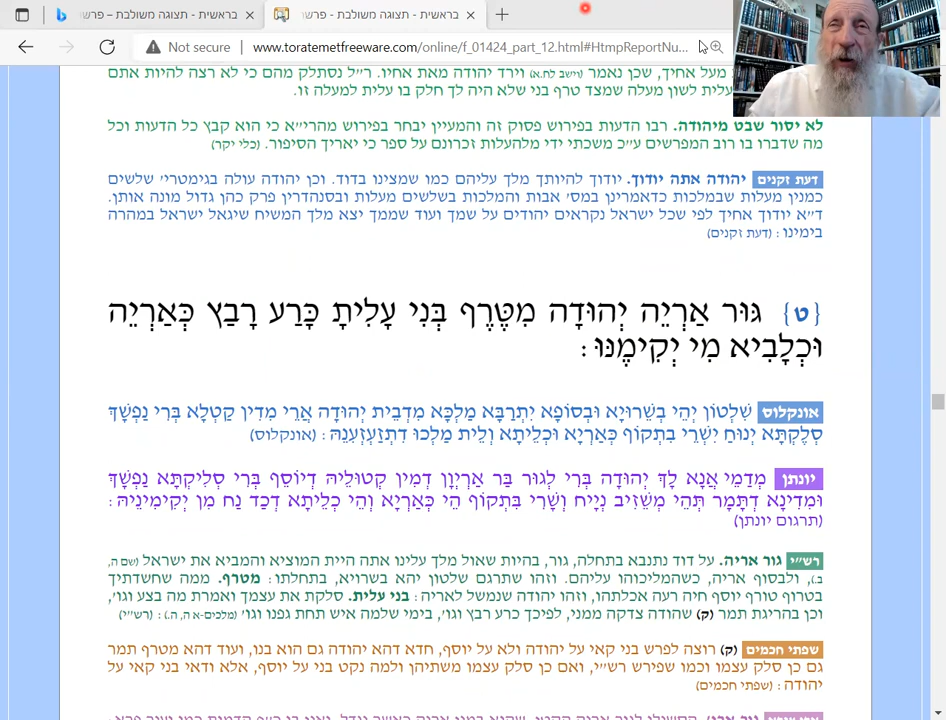 בראשית - תצוגה משולבת – פרש
בראשית - תצוגה משולבת - פרשו
Not secure
www.toratemetfreeware.com/online/f_01424_part_12.html#HtmpReportNu...
מעל אחיך, שכן נאמר (וישב לח.א) וירד יהודה מאת אחיו. ר״ל נסתלק מהם כי לא רצה להיות אתם
עלית לשון מעלה שמצד טרף בני שלא היה לך חלק בו עלית למעלה זו.
לא יסור שבט מיהודה. רבו הדעות בפירוש פסוק זה והמעיין יבחר בפירוש מהרי״א כי הוא קבץ כל הדעות וכל
מה שדברו בו רוב המפרשים ע״כ משכתי ידי מלהעלות זכרונם על ספר כי יאריך הסיפור. (כלי יקר)
דעת זקנים יהודה אתה יודוך. יודוך להיותך מלך עליהם כמו שמצינו בדוד. וכן יהודה עולה בגימטרי' שלשים
כמנין מעלות שבמלכות כדאמרינן במס' אבות והמלכות בשלשים מעלות ובסנהדרין פרק כהן גדול מונה אותן.
ד״א יודוך אחיך לפי שכל ישראל נקראים יהודים על שמך ועוד שממך יצא מלך המשיח שיגאל ישראל במהרה
בימינו : (דעת זקנים)
{ט} גּוּר אַרְיֵה יְהוּדָה מִטֶּרֶף בְּנִי עָלִיתָ כָּרַע רָבַץ כְּאַרְיֵה
וּכְלָבִיא מִי יְקִימֶנּוּ :
אונקלוס שִׁלְטוֹן יְהֵי בְשֵׁרוּיָא וּבְסוֹפָא יִתְרַבָּא מַלְכָּא מִדְּבֵית יְהוּדָה אֲרֵי מִדִּין קַטְלָא בְּרִי נַפְשָׁךְ
סְלֶקְתָּא יְנוּחַ יִשְׁרֵי בִתְקוֹף כְּאַרְיָא וּכְלֵיתָא וְלֵית מַלְכוּ דִּתְזַעְזְעִנֵּהּ : (אונקלוס)
יונתן מְדַמֵי אֲנָא לָךְ יְהוּדָה בְּרִי לְגוּר בַּר אַרְיְוָון דְמִן קְטוּלֵיהּ דְיוֹסֵף בְּרִי סְלֵיקְתָּא נַפְשָׁךְ
וּמִדִינָא דְתָמָר תְּהֵי מְשֵׁזִיב נְיַיח וְשָׁרֵי בִּתְקוֹף הֵי כְּאַרְיָא וְהֵי כְּלֵיתָא דְכַד נָח מַן יְקִימִינֵיהּ :
(תרגום יונתן)
רש״י גור אריה. על דוד נתנבא בתחלה, גור, בהיות שאול מלך עלינו אתה היית המוציא והמביא את ישראל (שם ה,
ב.), ולבסוף אריה, כשהמליכוהו עליהם. וזהו שתרגם שלטון יהא בשרויא, בתחלתו : מטרף. ממה שחשדתיך
בטרוף טורף יוסף חיה רעה אכלתהו, וזהו יהודה שנמשל לאריה : בני עלית. סלקת את עצמך ואמרת מה בצע וגו',
וכן בהריגת תמר (ק) שהודה צדקה ממני, לפיכך כרע רבץ וגו', בימי שלמה איש תחת גפנו וגו' (מלכים-א ה, ה.) : (רש״י)
שפתי חכמים (ק) רוצה לפרש בני קאי על יהודה ולא על יוסף, חדא דהא יהודה גם הוא בנו, ועוד דהא מטרף תמר
גם כן סלק עצמו וכמו שפירש רש״י, ואם כן סלק עצמו משתיהן ולמה נקט בני על יוסף, אלא ודאי בני קאי על
יהודה : (שפתי חכמים)